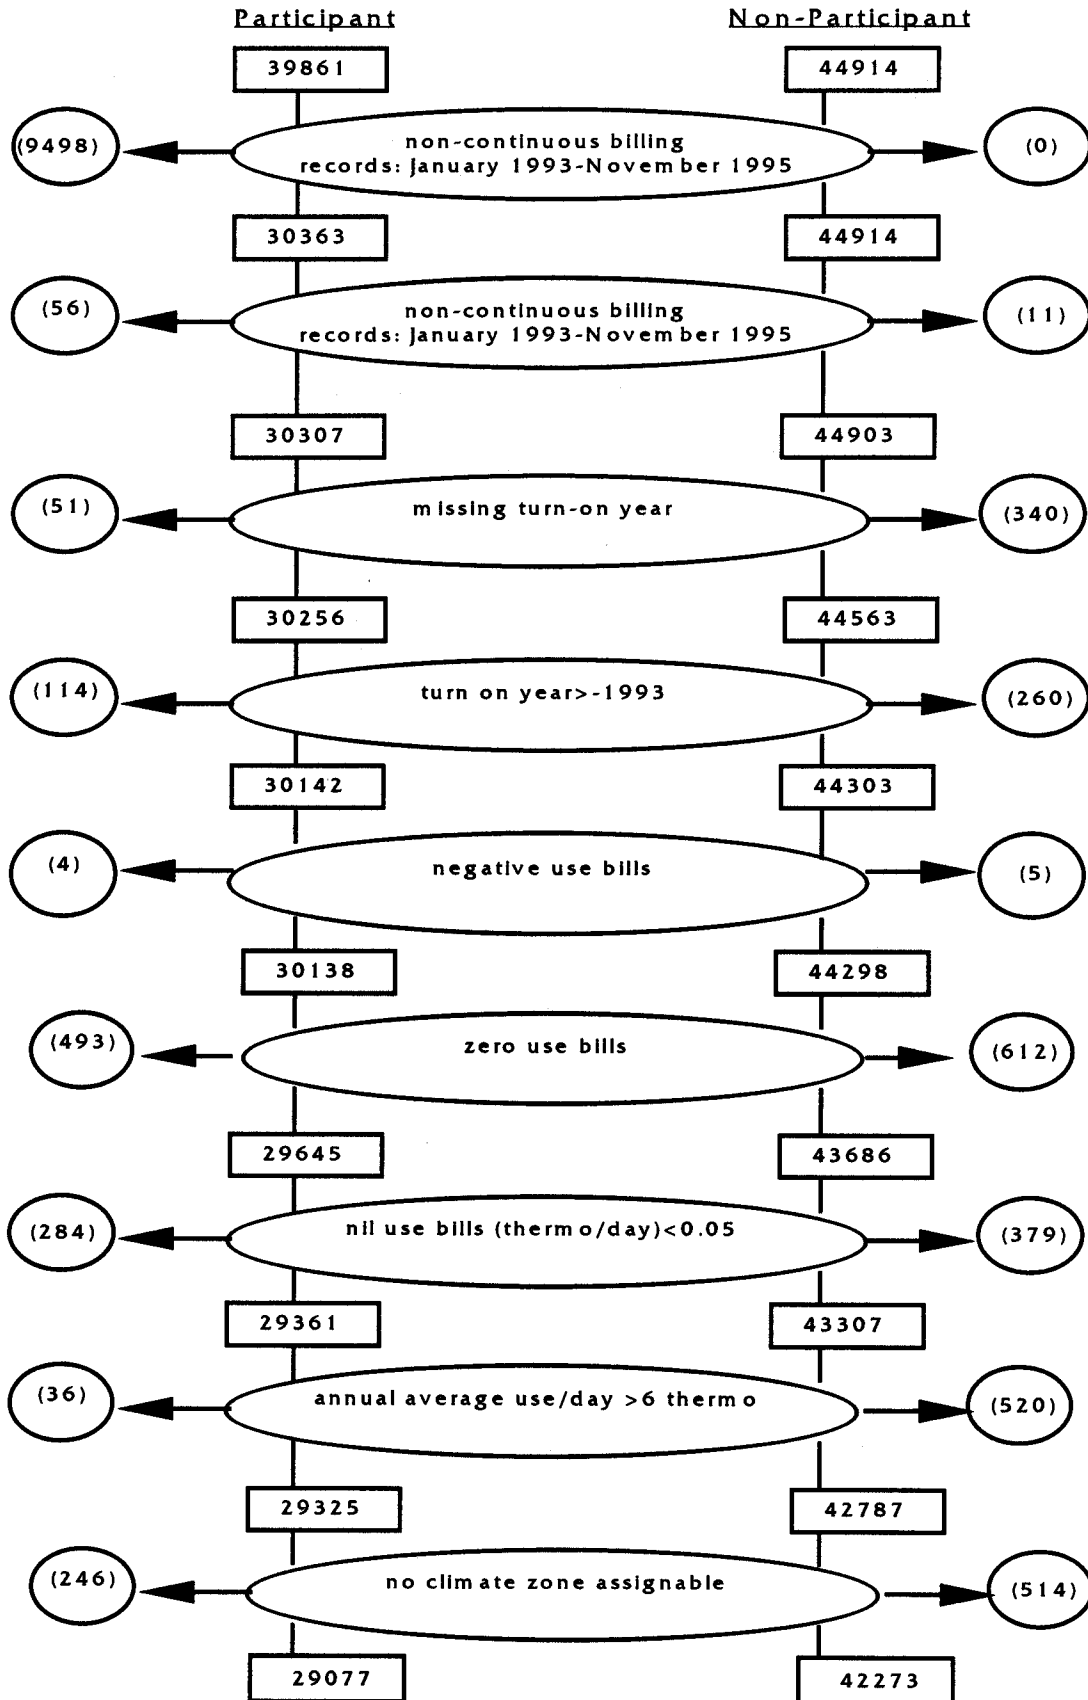 Participant Non-Participant
39861 44914
(9498) non-continuous billing (0)
records: January 1993-November 1995
30363 44914
(56) non-continuous billing (11)
records: January 1993-November 1995
30307 44903
(51) missing turn-on year (340)
30256 44563
(114) turn on year>-1993 (260)
30142 44303
(4) negative use bills (5)
30138 44298
(493) zero use bills (612)
29645 43686
(284) nil use bills (thermo/day)<0.05 (379)
29361 43307
(36) annual average use/day >6 thermo (520)
29325 42787
(246) no climate zone assignable (514)
29077 42273